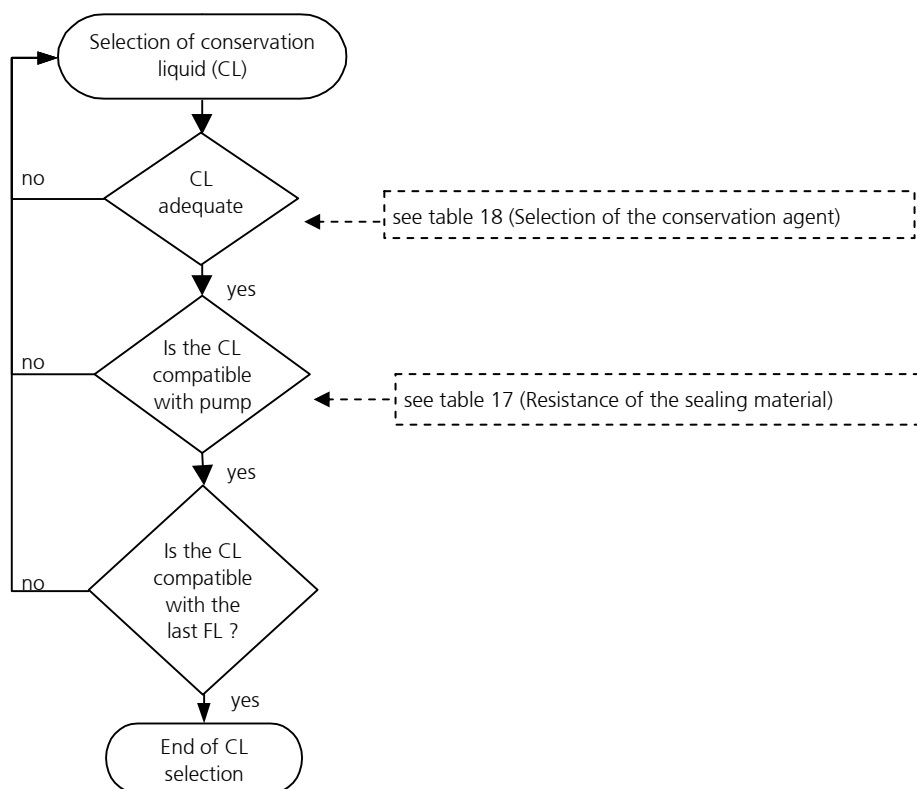 Selection of conservation
liquid (CL)
no
CL
adequate
see table 18 (Selection of the conservation agent)
yes
no
Is the CL
compatible
with pump
see table 17 (Resistance of the sealing material)
yes
no
Is the CL
compatible
with the
last FL ?
yes
End of CL
selection